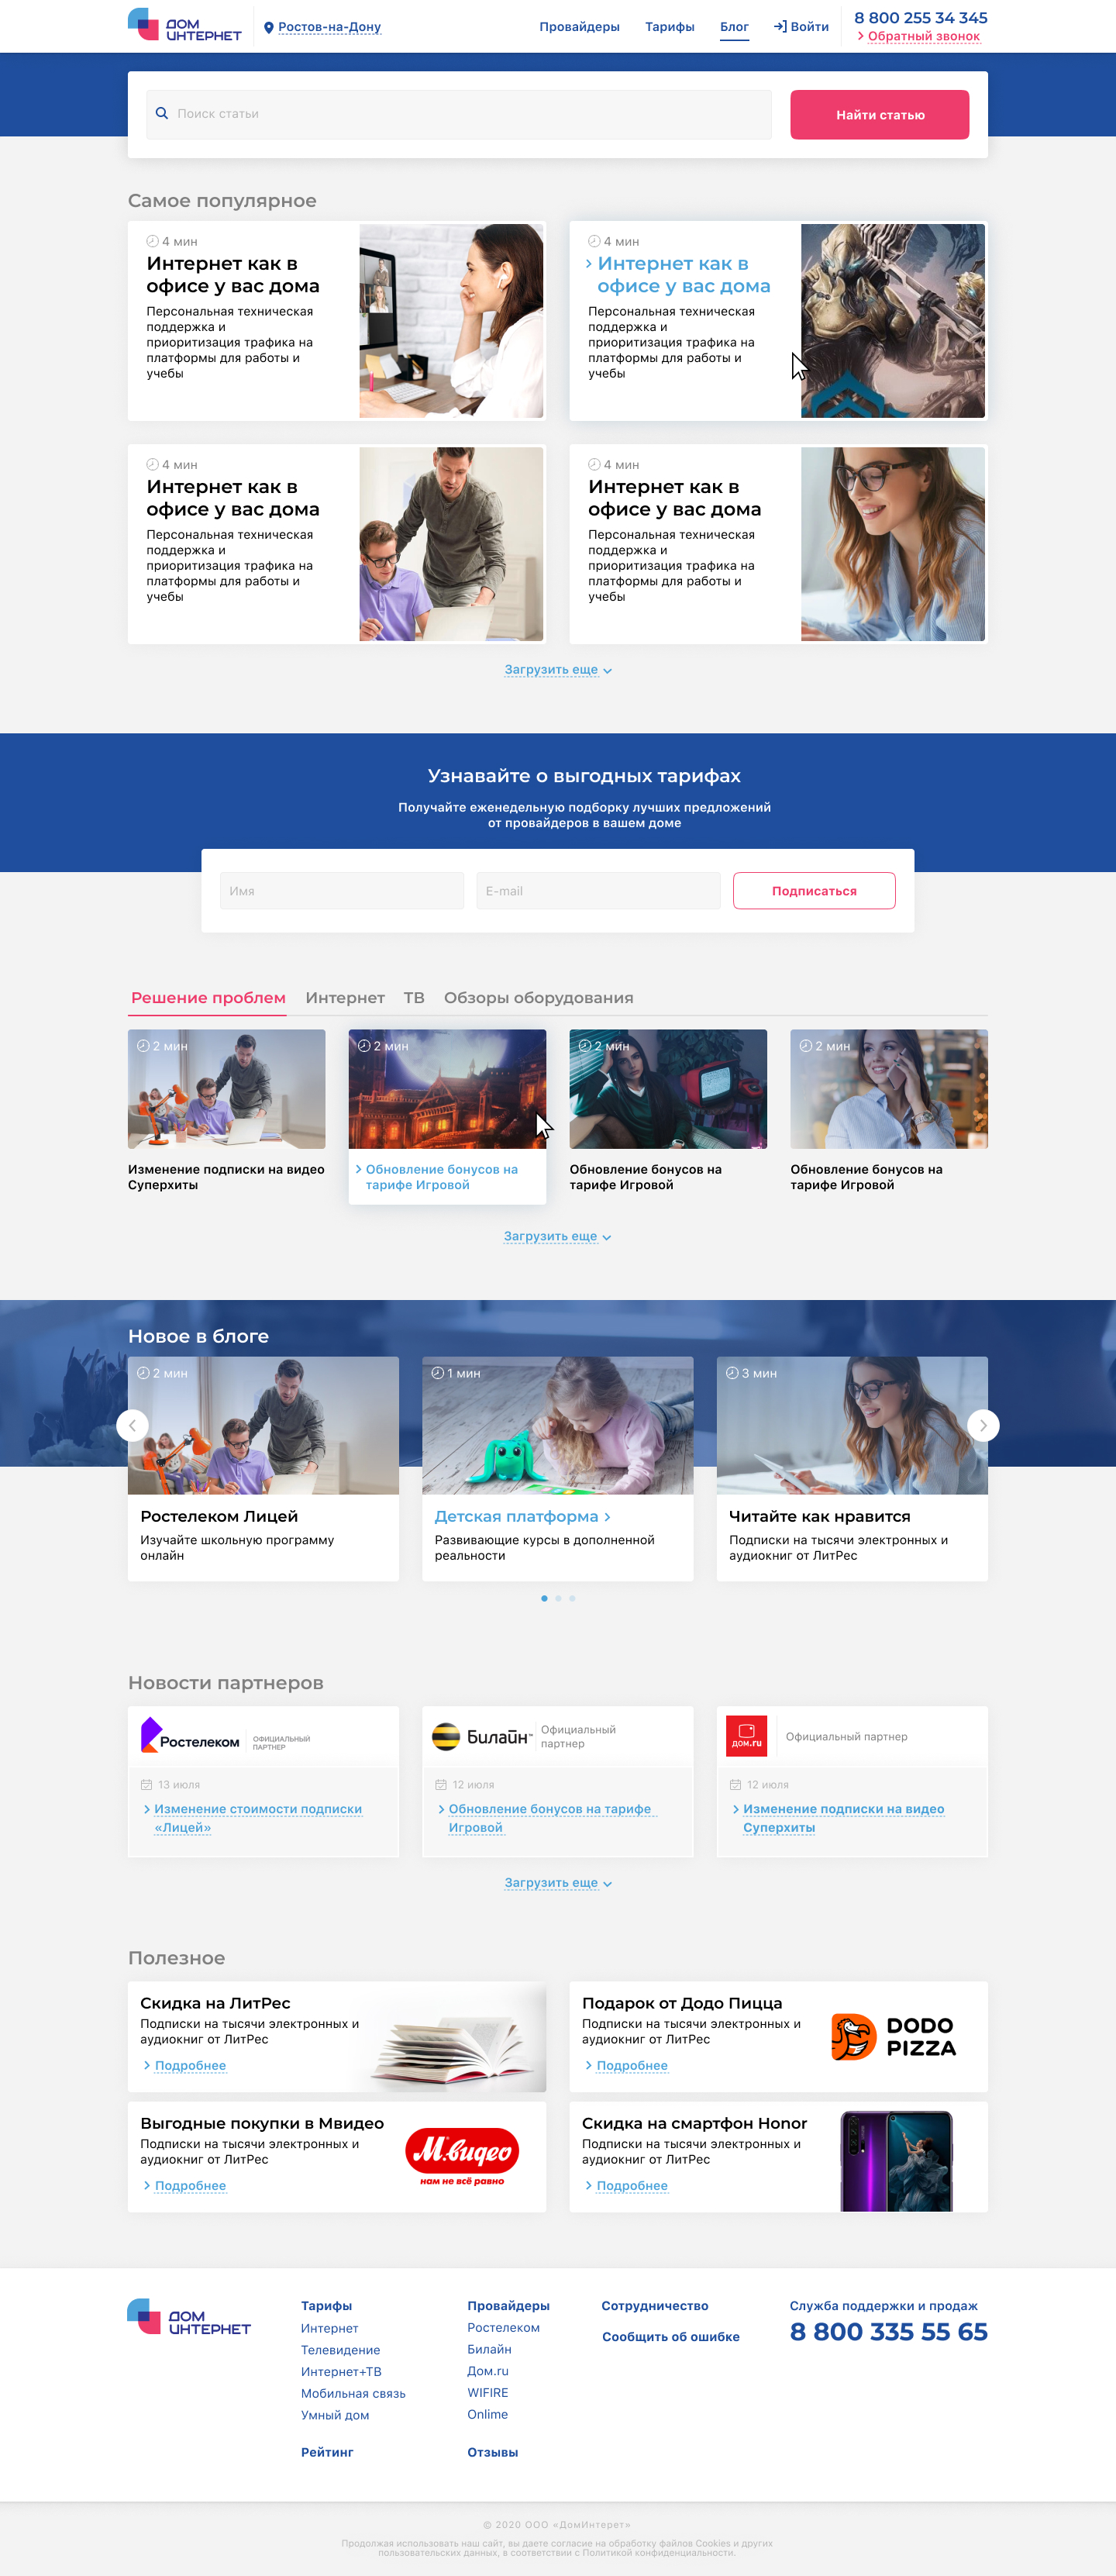 ДОМ
ИНТЕРНЕТ
Ростов-на-Дону
Провайдеры
Тарифы
Блог
Войти
8 800 255 34 345
Обратный звонок
Поиск статьи
Найти статью
Самое популярное
4 мин
Интернет как в
офисе у вас дома
Персональная техническая
поддержка и
приоритизация трафика на
платформы для работы и
учебы
4 мин
Интернет как в
офисе у вас дома
Персональная техническая
поддержка и
приоритизация трафика на
платформы для работы и
учебы
4 мин
Интернет как в
офисе у вас дома
Персональная техническая
поддержка и
приоритизация трафика на
платформы для работы и
учебы
4 мин
Интернет как в
офисе у вас дома
Персональная техническая
поддержка и
приоритизация трафика на
платформы для работы и
учебы
Загрузить еще
Узнавайте о выгодных тарифах
Получайте еженедельную подборку лучших предложений
от провайдеров в вашем доме
Имя
E-mail
Подписаться
Решение проблем
Интернет
ТВ
Обзоры оборудования
2 мин
Изменение подписки на видео
Суперхиты
2 мин
Обновление бонусов на
тарифе Игровой
2 мин
Обновление бонусов на
тарифе Игровой
2 мин
Обновление бонусов на
тарифе Игровой
Загрузить еще
Новое в блоге
2 мин
Ростелеком Лицей
Изучайте школьную программу
онлайн
1 мин
Детская платформа
Развивающие курсы в дополненной
реальности
3 мин
Читайте как нравится
Подписки на тысячи электронных и
аудиокниг от ЛитРес
Новости партнеров
Ростелеком
ОФИЦИАЛЬНЫЙ
ПАРТНЕР
13 июля
Изменение стоимости подписки
«Лицей»
Билайн™
Официальный
партнер
12 июля
Обновление бонусов на тарифе
Игровой
дом.ru
Официальный партнер
12 июля
Изменение подписки на видео
Суперхиты
Загрузить еще
Полезное
Скидка на ЛитРес
Подписки на тысячи электронных и
аудиокниг от ЛитРес
Подробнее
Подарок от Додо Пицца
Подписки на тысячи электронных и
аудиокниг от ЛитРес
Подробнее
DODO
PIZZA
Выгодные покупки в Мвидео
Подписки на тысячи электронных и
аудиокниг от ЛитРес
Подробнее
М.видео
нам не всё равно
Скидка на смартфон Honor
Подписки на тысячи электронных и
аудиокниг от ЛитРес
Подробнее
ДОМ
ИНТЕРНЕТ
Тарифы
Интернет
Телевидение
Интернет+ТВ
Мобильная связь
Умный дом
Рейтинг
Провайдеры
Ростелеком
Билайн
Дом.ru
WIFIRE
Onlime
Отзывы
Сотрудничество
Сообщить об ошибке
Служба поддержки и продаж
8 800 335 55 65
© 2020 ООО «ДомИнтерет»
Продолжая использовать наш сайт, вы даете согласие на обработку файлов Cookies и других
пользовательских данных, в соответствии с Политикой конфиденциальности.